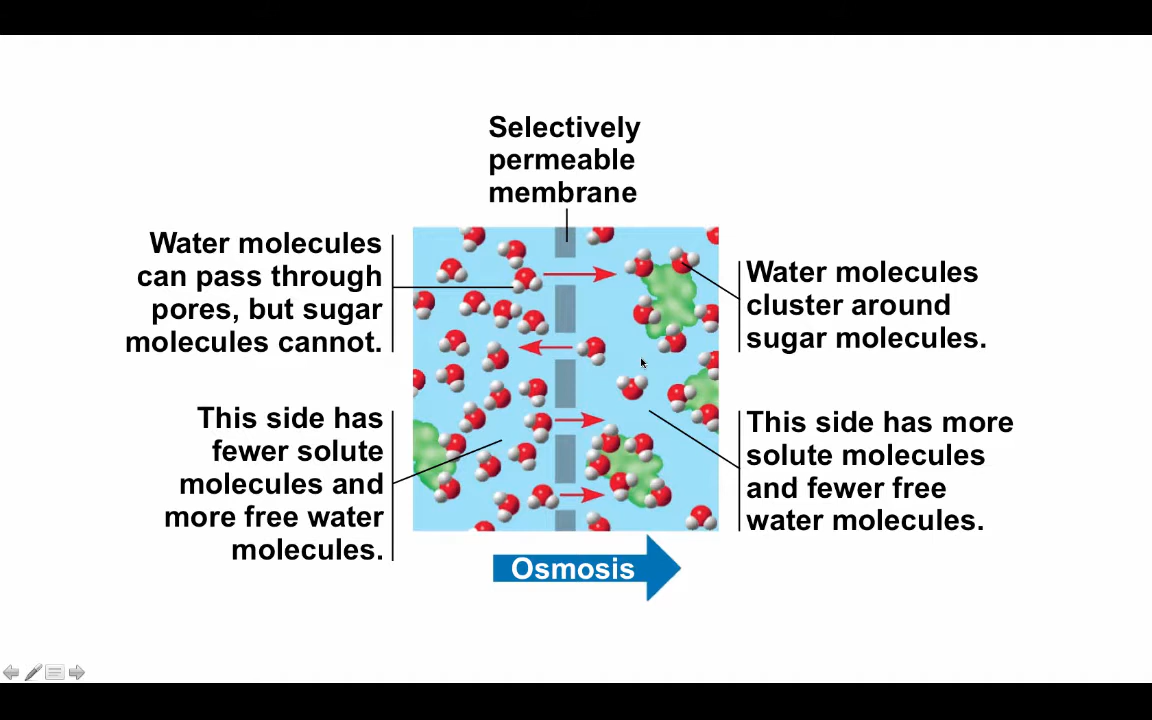 Selectively
permeable
membrane
Water molecules
can pass through
pores, but sugar
molecules cannot.
Water molecules
cluster around
sugar molecules.
This side has
fewer solute
molecules and
more free water
molecules.
This side has more
solute molecules
and fewer free
water molecules.
Osmosis